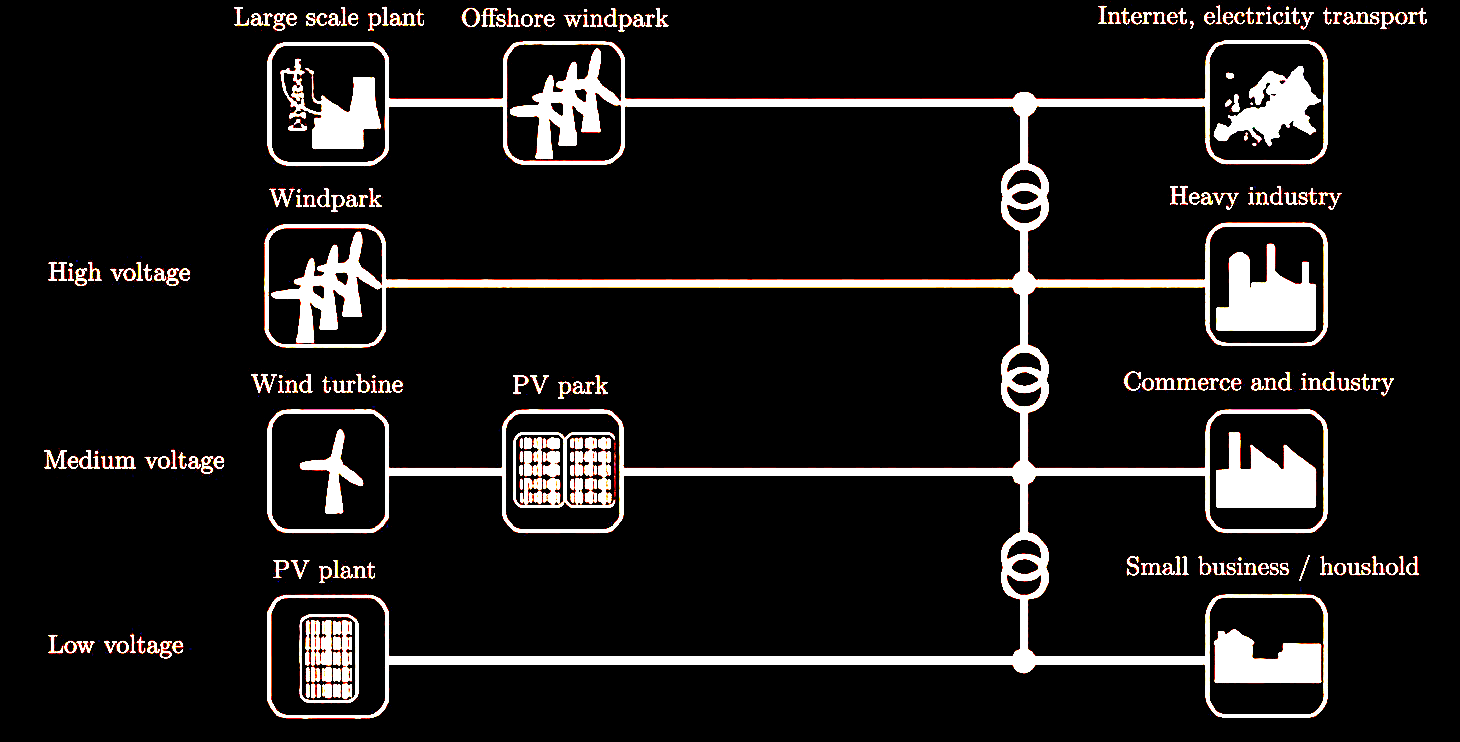 Large scale plant
Offshore windpark
Internet, electricity transport
Windpark
Heavy industry
High voltage
Wind turbine
PV park
Commerce and industry
Medium voltage
PV plant
Small business / houshold
Low voltage